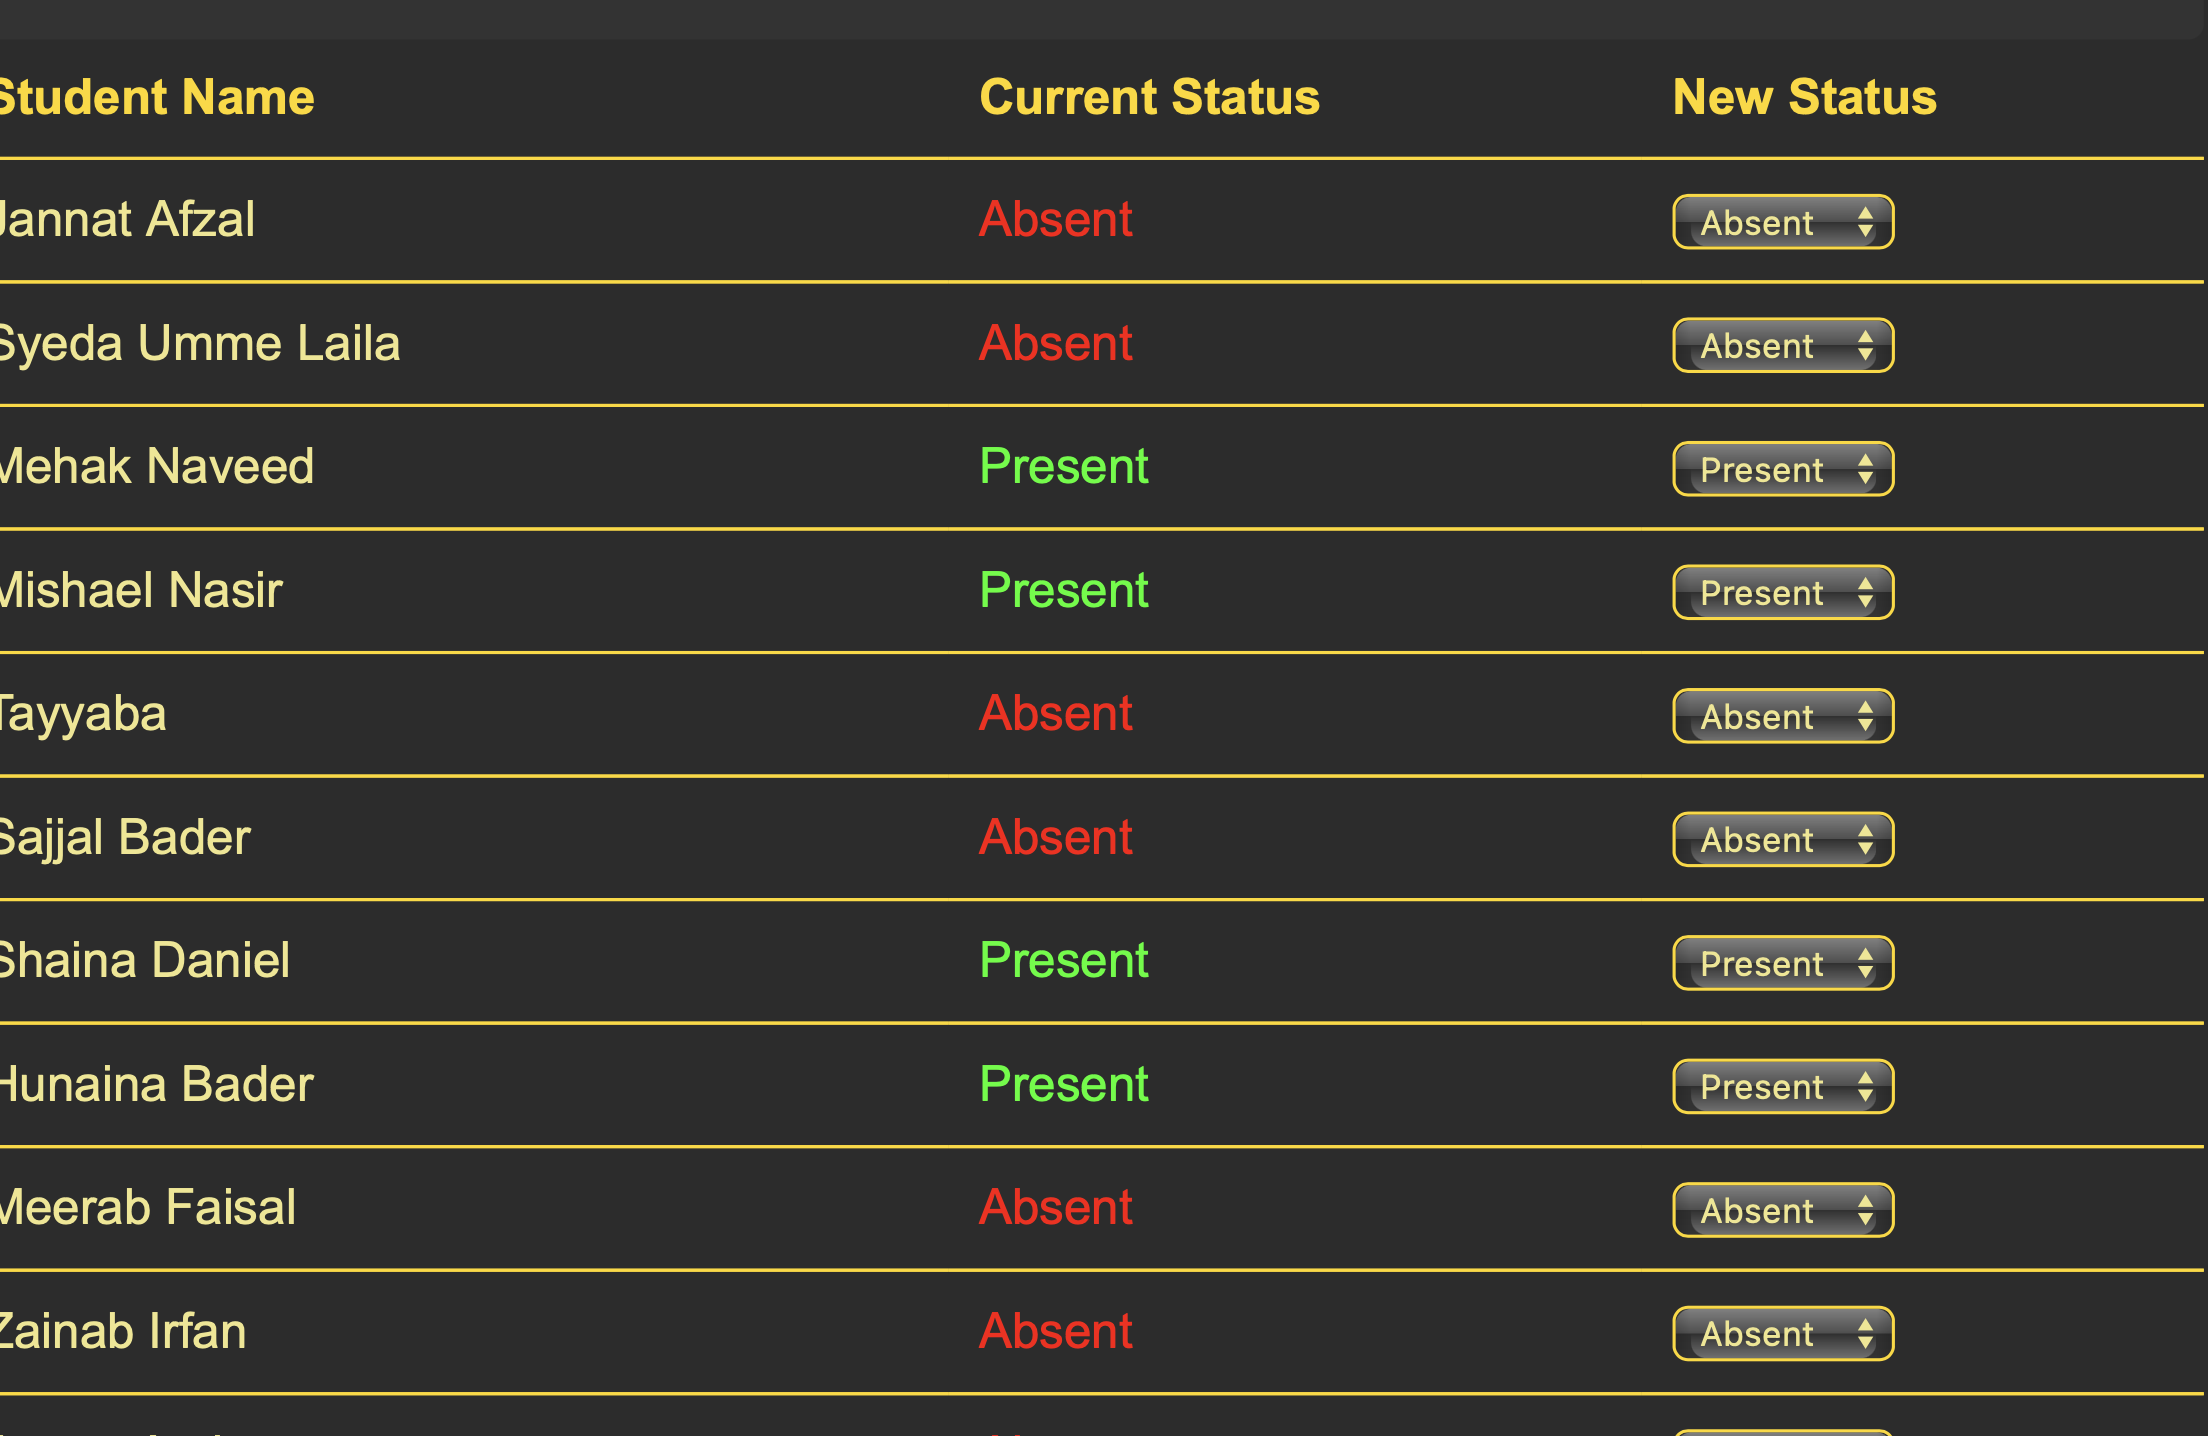 Student Name Current Status New Status
Jannat Afzal Absent Absent
Syeda Umme Laila Absent Absent
Mehak Naveed Present Present
Mishael Nasir Present Present
Tayyaba Absent Absent
Sajjal Bader Absent Absent
Shaina Daniel Present Present
Hunaina Bader Present Present
Meerab Faisal Absent Absent
Zainab Irfan Absent Absent